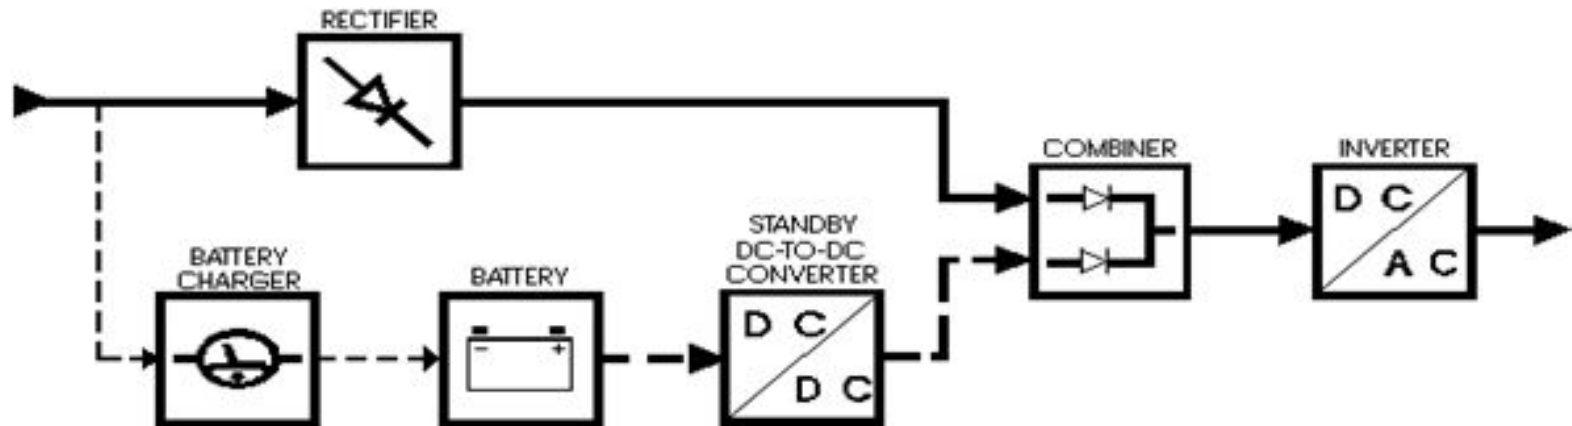 RECTIFIER
COMBINER
INVERTER
D C
A C
STANDBY
DC-TO-DC
CONVERTER
BATTERY
CHARGER
BATTERY
- +
D C
D C